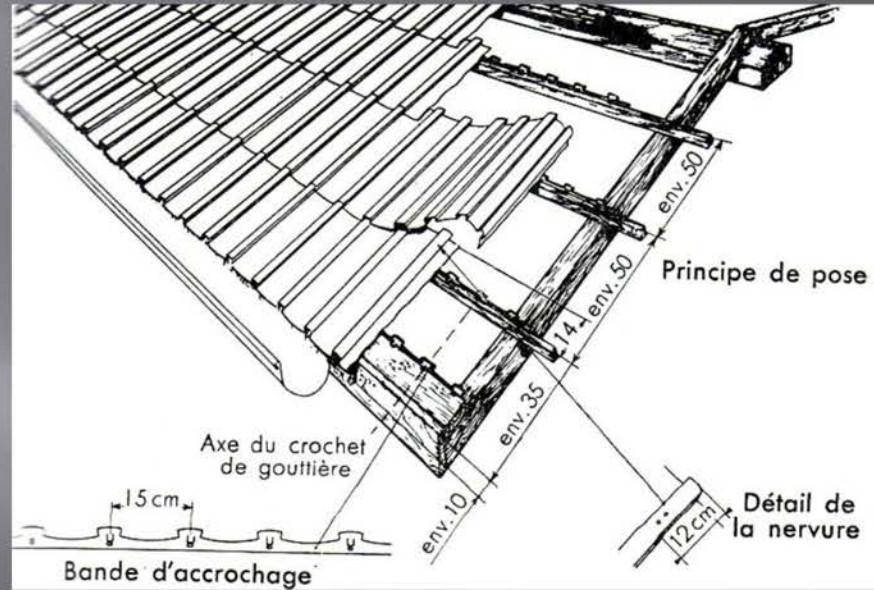 env. 50
env. 50
Principe de pose
14
env. 35
Axe du crochet
de gouttière
15 cm
env. 10
Détail de
la nervure
12 cm
Bande d'accrochage